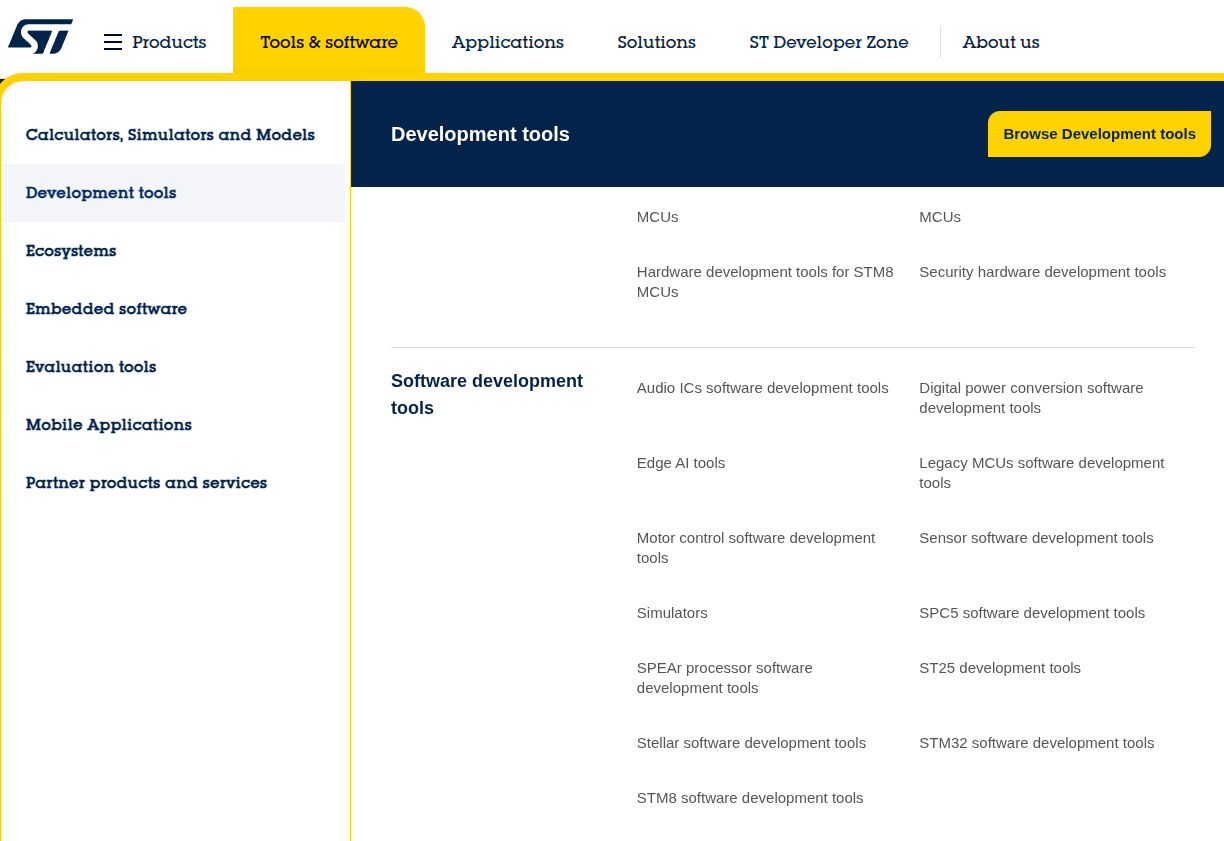 ST
Products
Tools & software
Applications
Solutions
ST Developer Zone
About us
Calculators, Simulators and Models
Development tools
Ecosystems
Embedded software
Evaluation tools
Mobile Applications
Partner products and services
Development tools
Browse Development tools
MCUs
MCUs
Hardware development tools for STM8
MCUs
Security hardware development tools
Software development
tools
Audio ICs software development tools
Digital power conversion software
development tools
Edge AI tools
Legacy MCUs software development
tools
Motor control software development
tools
Sensor software development tools
Simulators
SPC5 software development tools
SPEAr processor software
development tools
ST25 development tools
Stellar software development tools
STM32 software development tools
STM8 software development tools